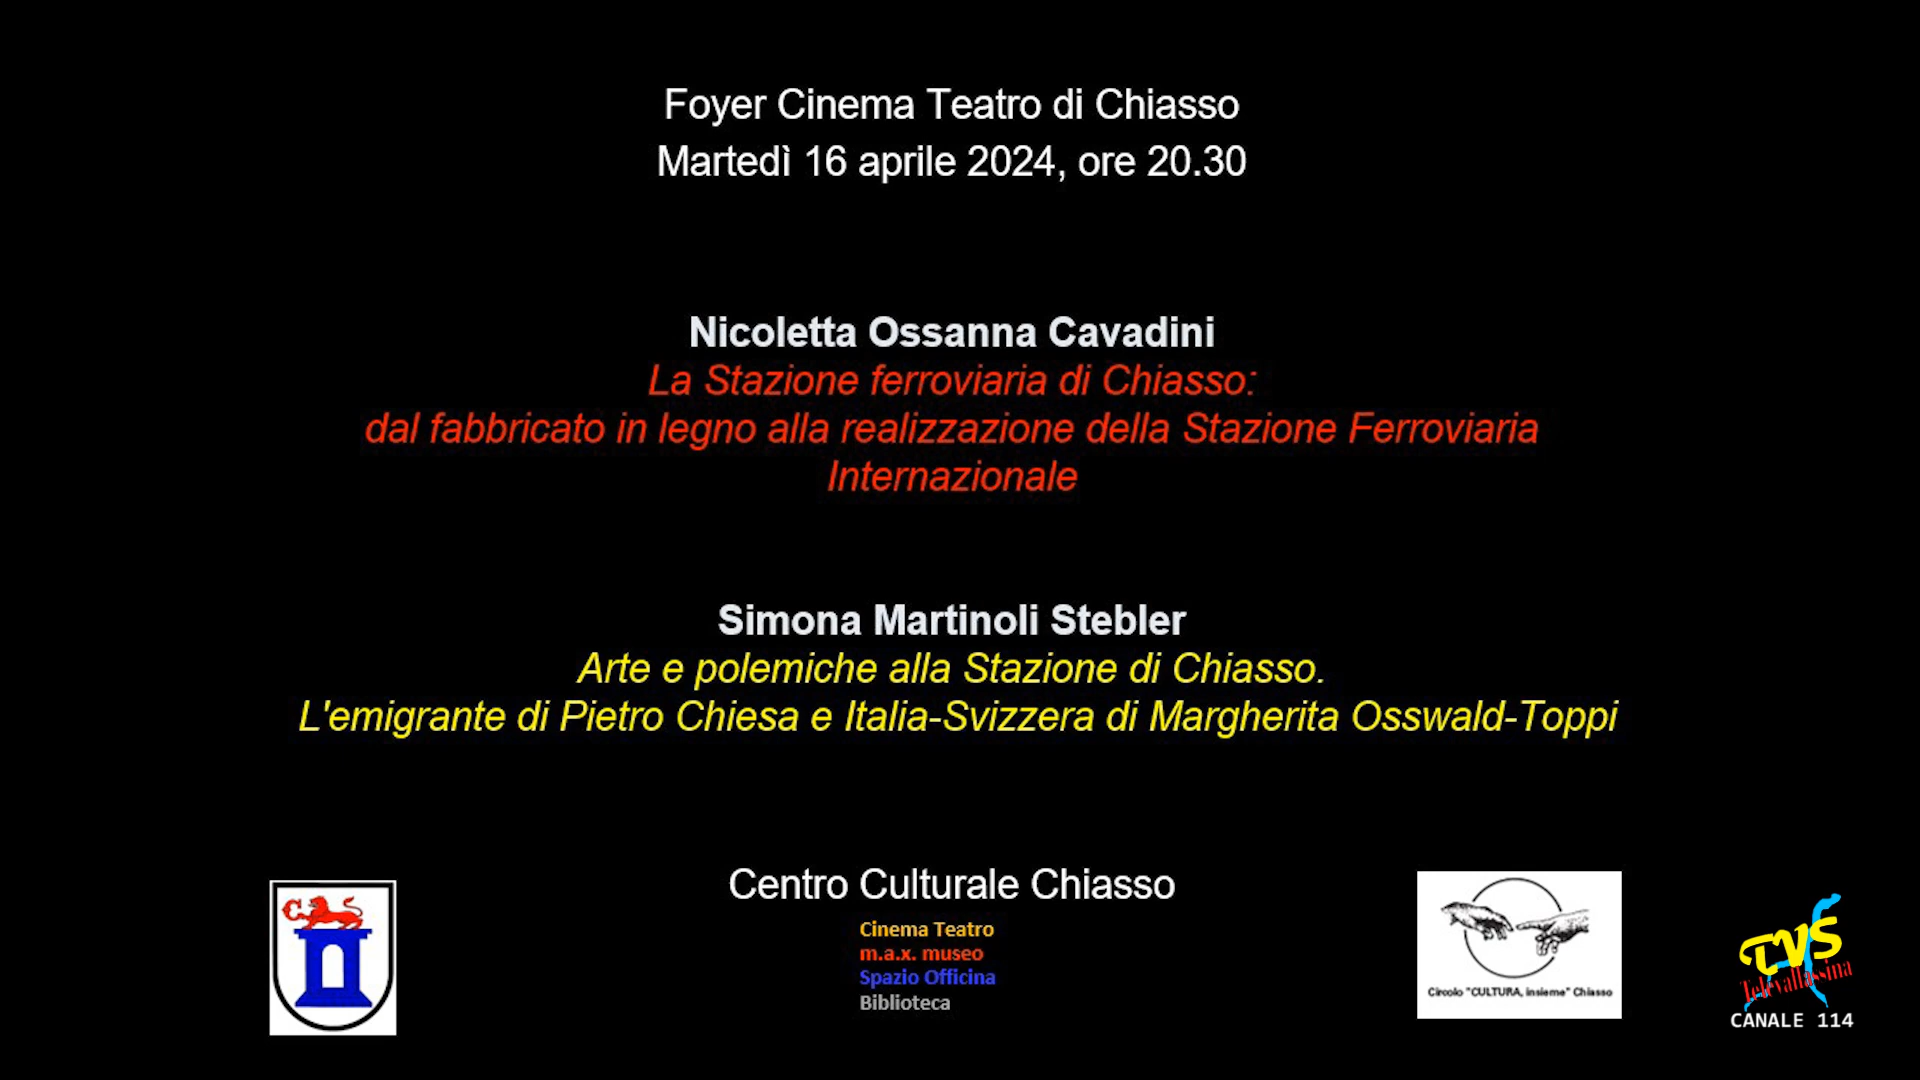 Foyer Cinema Teatro di Chiasso
Martedì 16 aprile 2024, ore 20.30
Nicoletta Ossanna Cavadini
La Stazione ferroviaria di Chiasso:
dal fabbricato in legno alla realizzazione della Stazione Ferroviaria
Internazionale
Simona Martinoli Stebler
Arte e polemiche alla Stazione di Chiasso.
L'emigrante di Pietro Chiesa e Italia-Svizzera di Margherita Osswald-Toppi
Centro Culturale Chiasso
Cinema Teatro
m.a.x. museo
Spazio Officina
Biblioteca
C
Circolo "CULTURA, insieme" Chiasso
TVS
Televallassina
CANALE 114